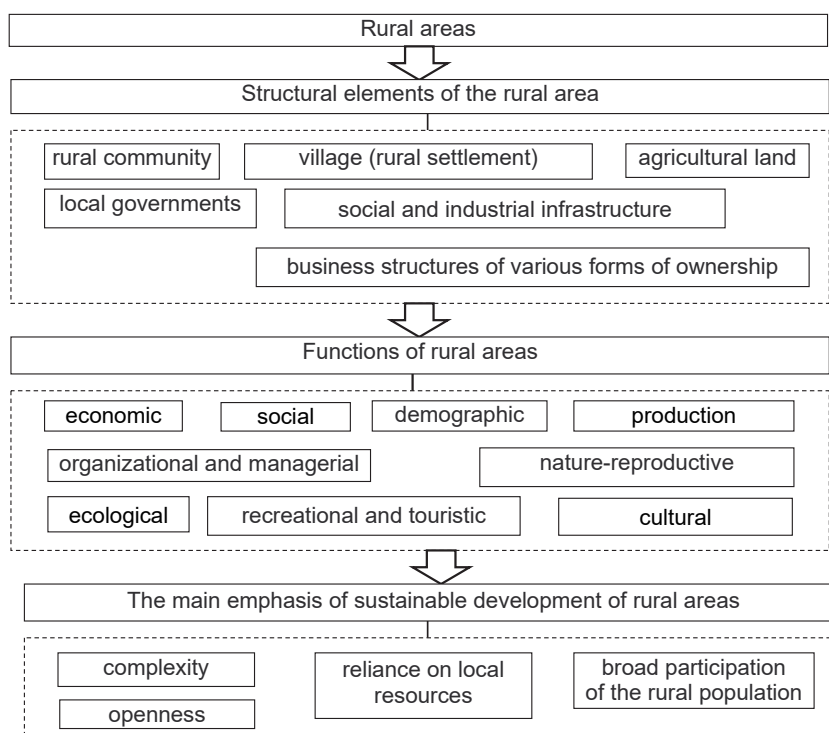 Rural areas
Structural elements of the rural area
rural community
village (rural settlement)
agricultural land
local governments
social and industrial infrastructure
business structures of various forms of ownership
Functions of rural areas
economic
social
demographic
production
organizational and managerial
nature-reproductive
ecological
recreational and touristic
cultural
The main emphasis of sustainable development of rural areas
complexity
reliance on local
resources
broad participation
of the rural population
openness